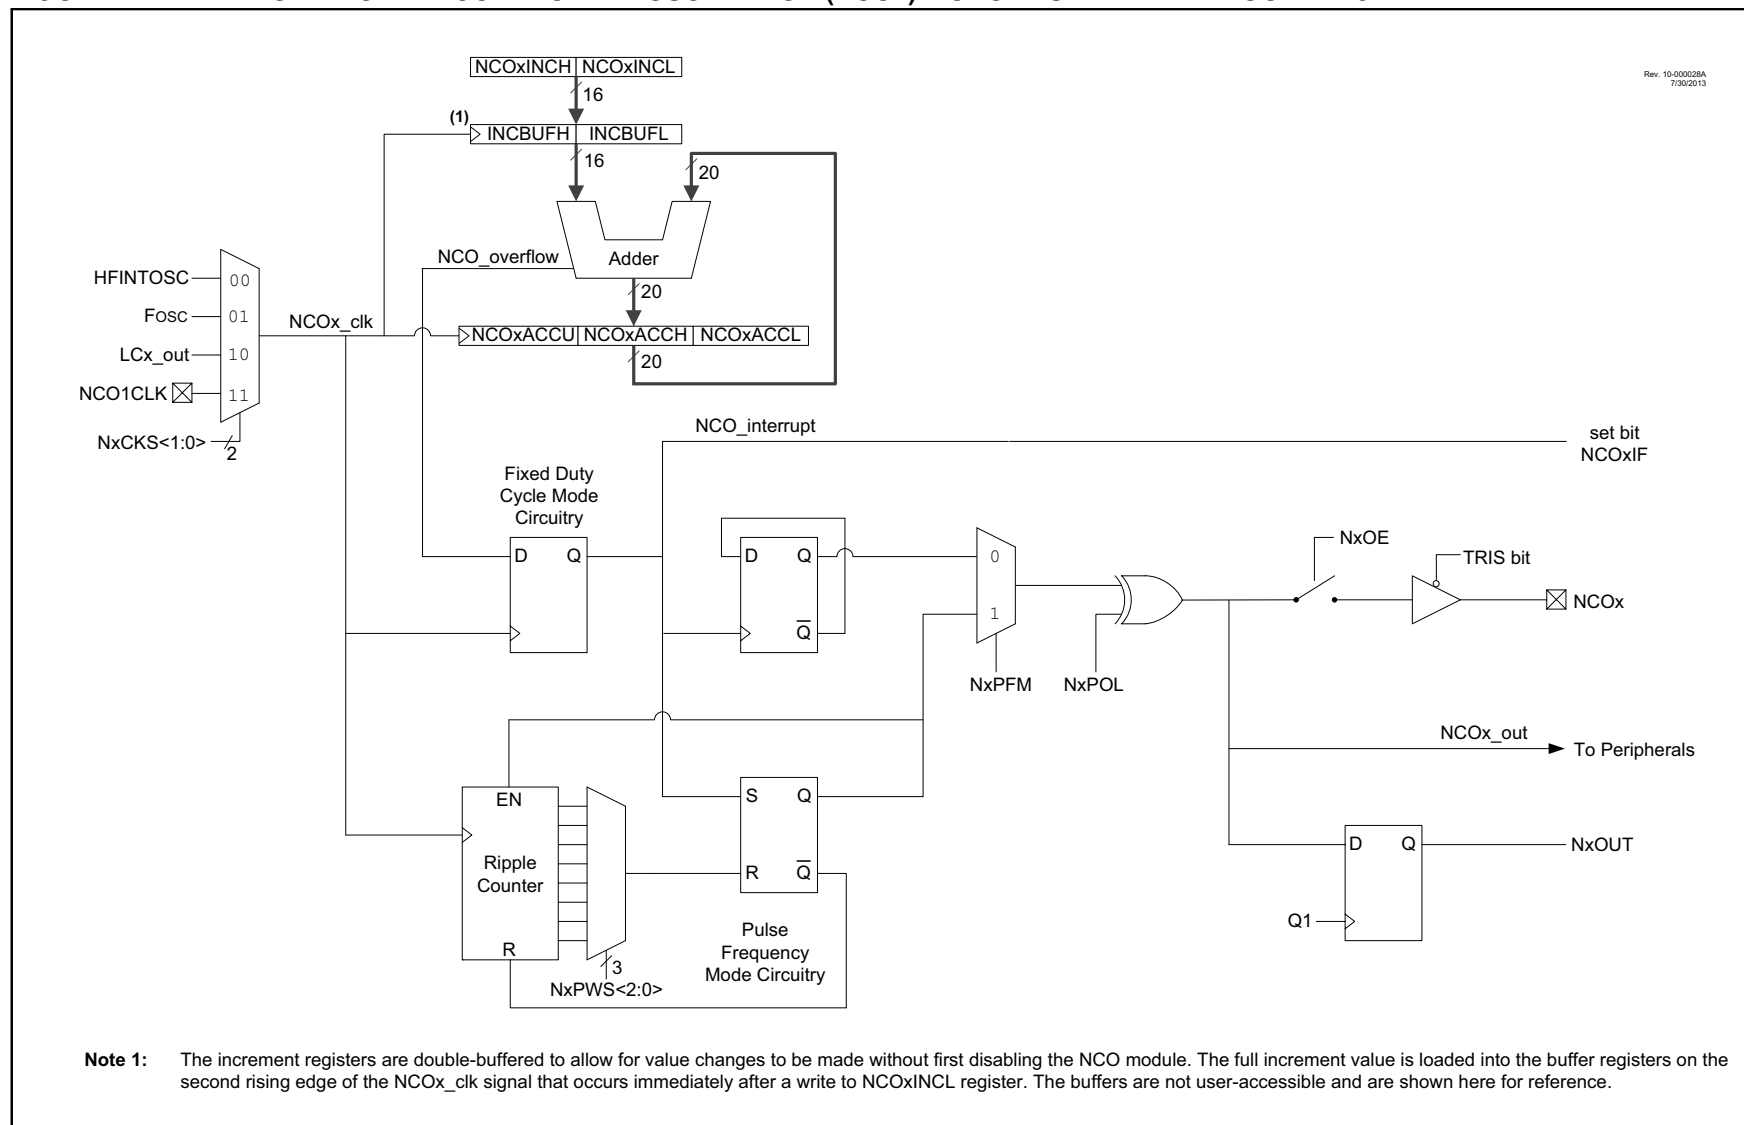 NCOxINCH NCOxINCL
Rev. 10-000028A
7/30/2013
16
(1)
INCBUFH INCBUFL
16
20
NCO_overflow
Adder
HFINTOSC
00
20
FOSC
01
NCOx_clk
NCOxACCU NCOxACCH NCOxACCL
LCx_out
10
20
NCO1CLK
11
NxCKS<1:0>
2
NCO_interrupt
set bit
NCOxIF
Fixed Duty
Cycle Mode
Circuitry
D Q
D Q
0
NxOE
TRIS bit
NCOx
1
Q
NxPFM
NxPOL
NCOx_out
To Peripherals
EN
S Q
D Q
NxOUT
Ripple
Counter
R Q
Q1
R
Pulse
Frequency
Mode Circuitry
3
NxPWS<2:0>
Note 1: The increment registers are double-buffered to allow for value changes to be made without first disabling the NCO module. The full increment value is loaded into the buffer registers on the
second rising edge of the NCOx_clk signal that occurs immediately after a write to NCOxINCL register. The buffers are not user-accessible and are shown here for reference.